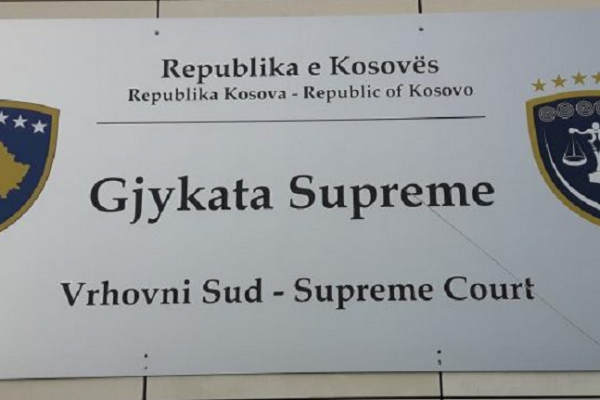 Republika e Kosovës
Republika Kosova - Republic of Kosovo
Gjykata Supreme
Vrhovni Sud - Supreme Court